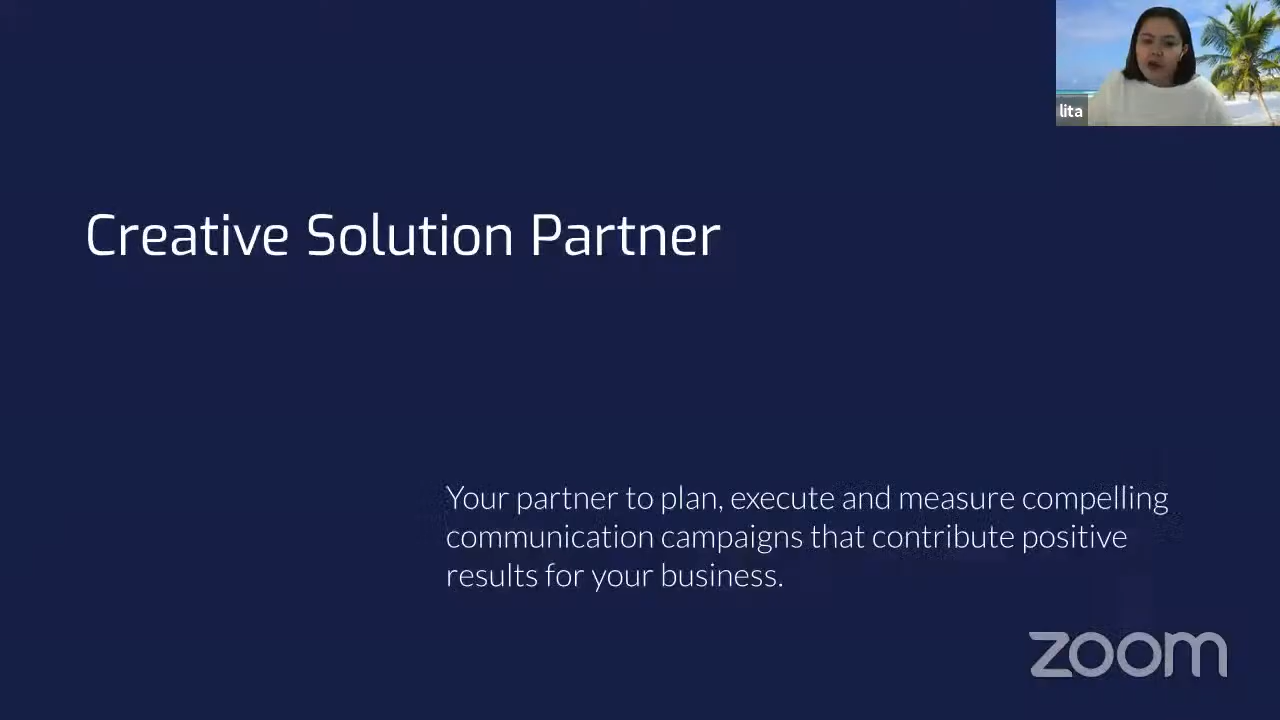 lita
Creative Solution Partner
Your partner to plan, execute and measure compelling
communication campaigns that contribute positive
results for your business.
zoom